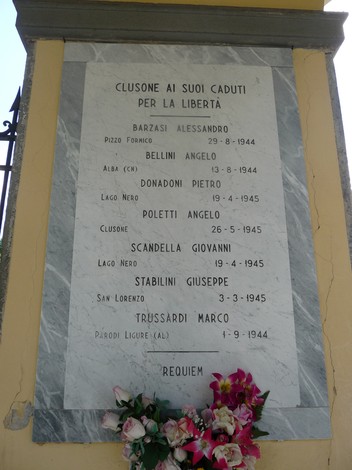 CLUSONE AI SUOI CADUTI
PER LA LIBERTÀ
BARZASI ALESSANDRO
PIZZO FORMICO 29-8-1944
BELLINI ANGELO
ALBA (CN) 13-8-1944
DONADONI PIETRO
LAGO NERO 19-4-1945
POLETTI ANGELO
CLUSONE 26-5-1945
SCANDELLA GIOVANNI
LAGO NERO 19-4-1945
STABILINI GIUSEPPE
SAN LORENZO 3-3-1945
TRUSSARDI MARCO
PARODI LIGURE (AL) 1-9-1944
REQUIEM